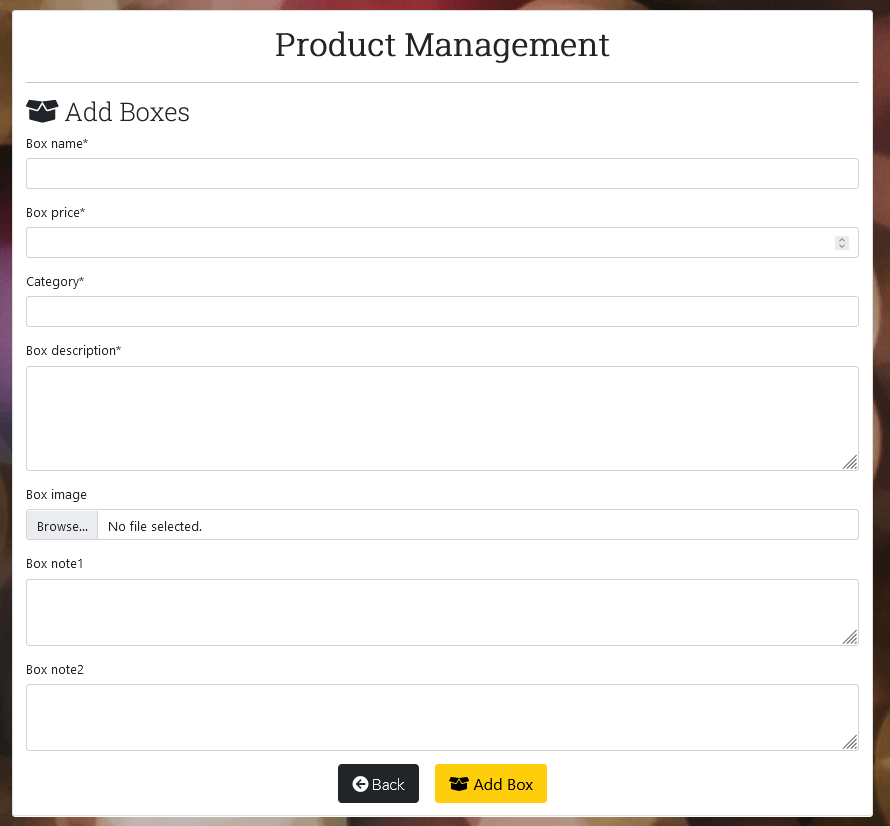 Product Management
Add Boxes
Box name*
Box price*
Category*
Box description*
Box image
Browse... No file selected.
Box note1
Box note2
Back Add Box